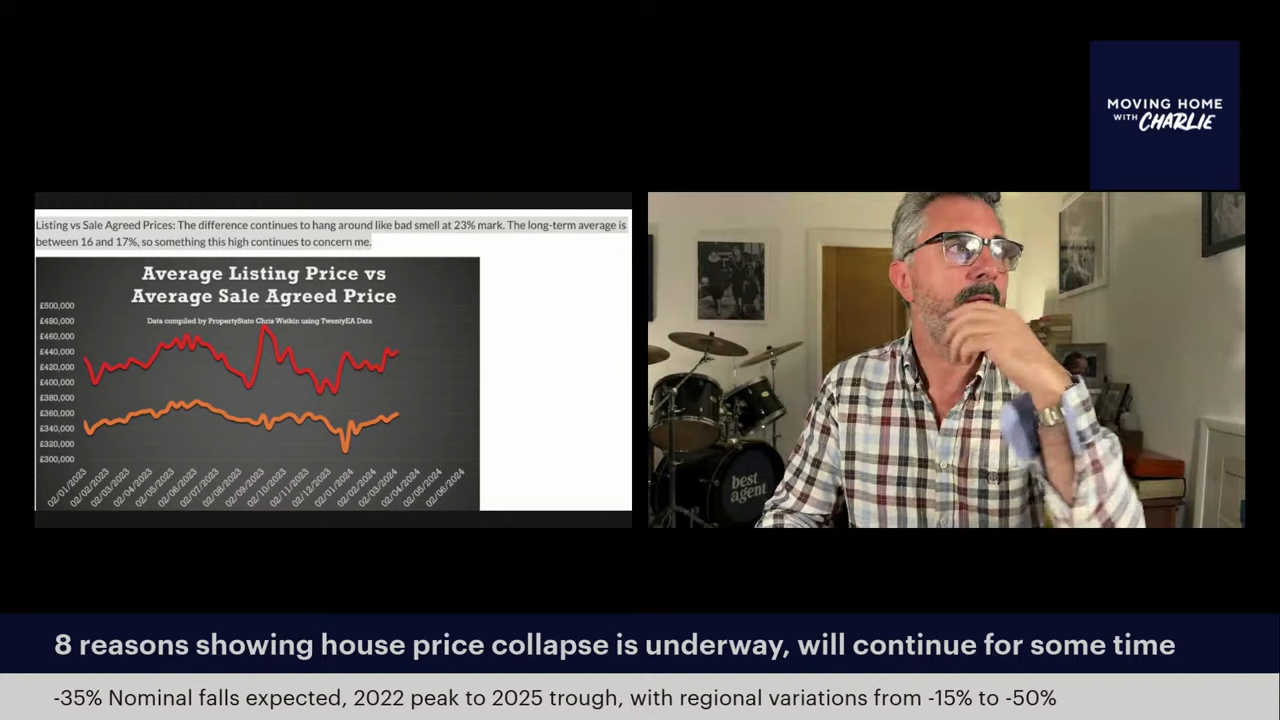 MOVING HOME
WITH CHARLIE
Listing vs Sale Agreed Prices: The difference continues to hang around like bad smell at 23% mark. The long-term average is
between 16 and 17%, so something this high continues to concern me.
Average Listing Price vs
Average Sale Agreed Price
Data compiled by PropertyStato Chris Watkin using TwentyEA Data
£500,000
£480,000
£460,000
£440,000
£420,000
£400,000
£380,000
£360,000
£340,000
£320,000
£300,000
02/01/2023
02/02/2023
02/03/2023
02/04/2023
02/05/2023
02/06/2023
02/07/2023
02/08/2023
02/09/2023
02/10/2023
02/11/2023
02/12/2023
02/01/2024
02/02/2024
02/03/2024
02/04/2024
02/05/2024
02/06/2024
best
agent
8 reasons showing house price collapse is underway, will continue for some time
-35% Nominal falls expected, 2022 peak to 2025 trough, with regional variations from -15% to -50%